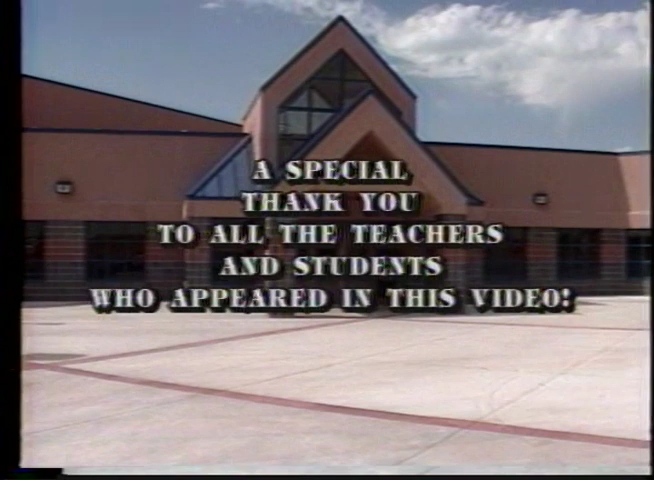 A SPECIAL
THANK YOU
TO ALL THE TEACHERS
AND STUDENTS
WHO APPEARED IN THIS VIDEO!